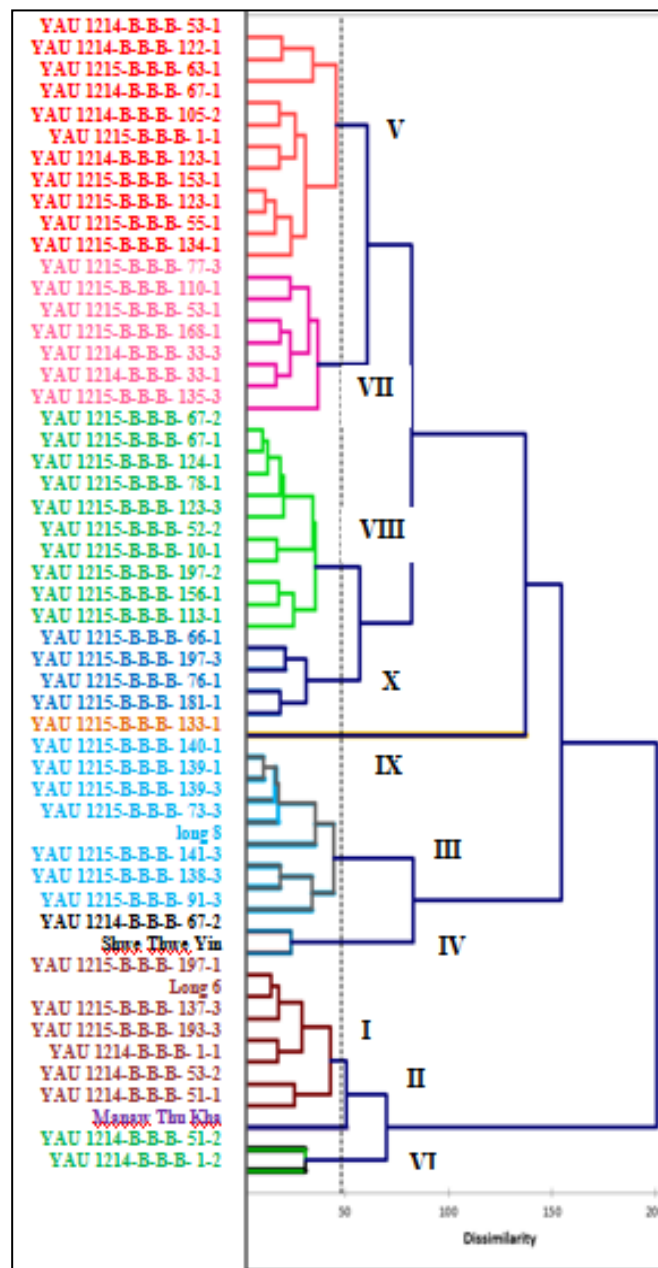 YAU 1214-B-B-B- 53-1
YAU 1214-B-B-B- 122-1
YAU 1215-B-B-B- 63-1
YAU 1214-B-B-B- 67-1
YAU 1214-B-B-B- 105-2
YAU 1215-B-B-B- 1-1
YAU 1214-B-B-B- 123-1
YAU 1215-B-B-B- 153-1
YAU 1215-B-B-B- 123-1
YAU 1215-B-B-B- 55-1
YAU 1215-B-B-B- 134-1
YAU 1215-B-B-B- 77-3
YAU 1215-B-B-B- 110-1
YAU 1215-B-B-B- 53-1
YAU 1215-B-B-B- 168-1
YAU 1214-B-B-B- 33-3
YAU 1214-B-B-B- 33-1
YAU 1215-B-B-B- 135-3
YAU 1215-B-B-B- 67-2
YAU 1215-B-B-B- 67-1
YAU 1215-B-B-B- 124-1
YAU 1215-B-B-B- 78-1
YAU 1215-B-B-B- 123-3
YAU 1215-B-B-B- 52-2
YAU 1215-B-B-B- 10-1
YAU 1215-B-B-B- 197-2
YAU 1215-B-B-B- 156-1
YAU 1215-B-B-B- 113-1
YAU 1215-B-B-B- 66-1
YAU 1215-B-B-B- 197-3
YAU 1215-B-B-B- 76-1
YAU 1215-B-B-B- 181-1
YAU 1215-B-B-B- 133-1
YAU 1215-B-B-B- 140-1
YAU 1215-B-B-B- 139-1
YAU 1215-B-B-B- 139-3
YAU 1215-B-B-B- 73-3
long 8
YAU 1215-B-B-B- 141-3
YAU 1215-B-B-B- 138-3
YAU 1215-B-B-B- 91-3
YAU 1214-B-B-B- 67-2
Shwe Thwe Yin
YAU 1215-B-B-B- 197-1
Long 6
YAU 1215-B-B-B- 137-3
YAU 1215-B-B-B- 193-3
YAU 1214-B-B-B- 1-1
YAU 1214-B-B-B- 53-2
YAU 1214-B-B-B- 51-1
Manaw Thu Kha
YAU 1214-B-B-B- 51-2
YAU 1214-B-B-B- 1-2
V
VII
VIII
X
IX
III
IV
I
II
VI
50 100 150 200
Dissimilarity